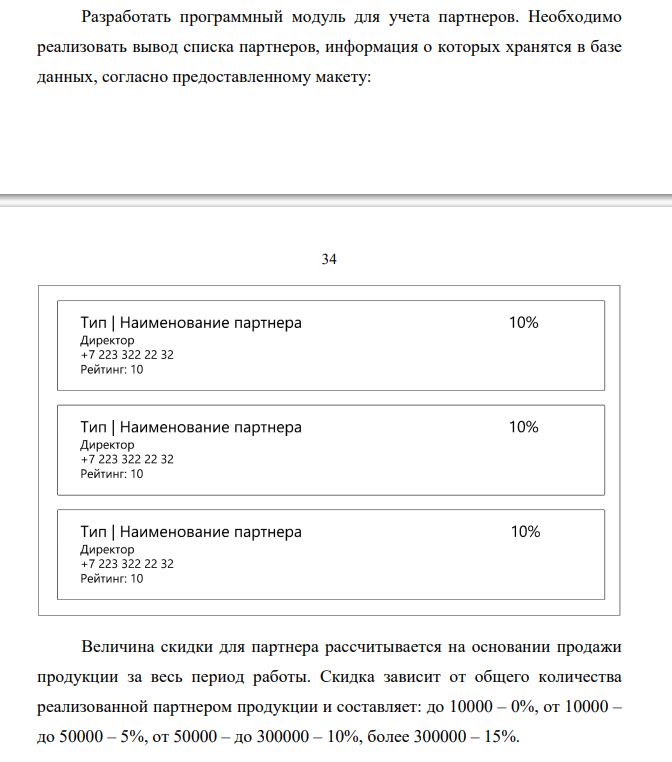 Разработать программный модуль для учета партнеров. Необходимо
реализовать вывод списка партнеров, информация о которых хранятся в базе
данных, согласно предоставленному макету:
34
Тип | Наименование партнера 10%
Директор
+7 223 322 22 32
Рейтинг: 10
Тип | Наименование партнера 10%
Директор
+7 223 322 22 32
Рейтинг: 10
Тип | Наименование партнера 10%
Директор
+7 223 322 22 32
Рейтинг: 10
Величина скидки для партнера рассчитывается на основании продажи
продукции за весь период работы. Скидка зависит от общего количества
реализованной партнером продукции и составляет: до 10000 – 0%, от 10000 –
до 50000 – 5%, от 50000 – до 300000 – 10%, более 300000 – 15%.